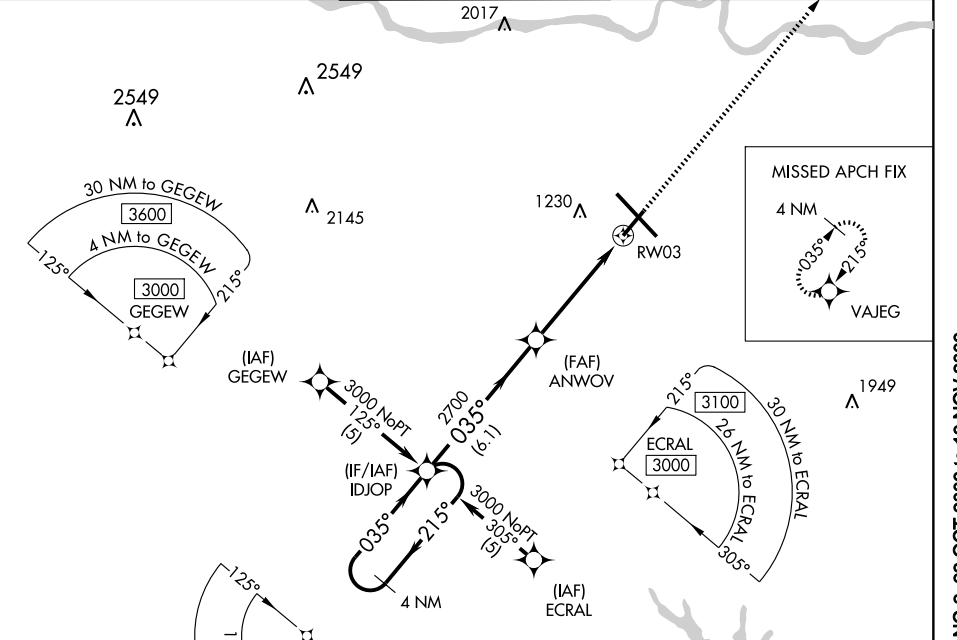 2017
2549
2549
MISSED APCH FIX
4 NM
035°
215°
VAJEG
30 NM to GEGEW
3600
4 NM to GEGEW
125°
215°
3000
GEGEW
2145
1230
RW03
(IAF)
GEGEW
3000 NoPT
125°
(5)
(FAF)
ANWOV
2700
035°
(6.1)
(IF/IAF)
IDJOP
035°
215°
4 NM
3000 NoPT
305°
(5)
(IAF)
ECRAL
215°
3100
30 NM to ECRAL
26 NM to ECRAL
ECRAL
3000
305°
1949
125°